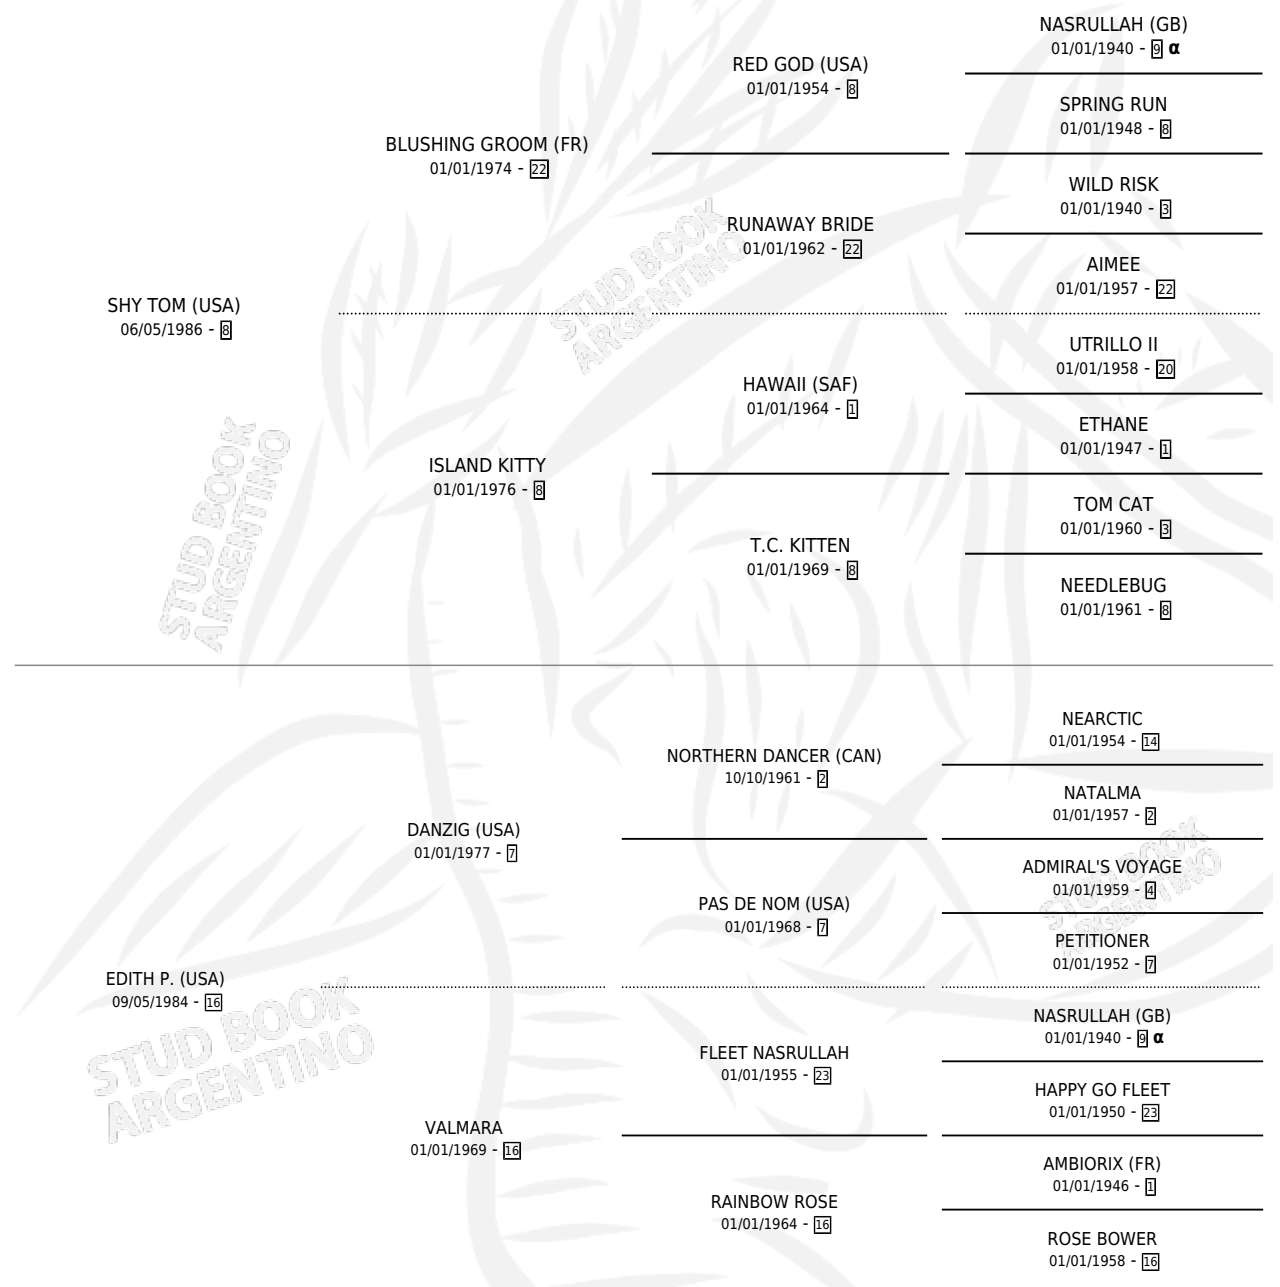 NASRULLAH (GB)
01/01/1940 - 9 α
RED GOD (USA)
01/01/1954 - 8
SPRING RUN
01/01/1948 - 8
BLUSHING GROOM (FR)
01/01/1974 - 22
WILD RISK
01/01/1940 - 3
RUNAWAY BRIDE
01/01/1962 - 22
AIMEE
01/01/1957 - 22
SHY TOM (USA)
06/05/1986 - 8
UTRILLO II
01/01/1958 - 20
HAWAII (SAF)
01/01/1964 - 1
ETHANE
01/01/1947 - 1
ISLAND KITTY
01/01/1976 - 8
TOM CAT
01/01/1960 - 3
T.C. KITTEN
01/01/1969 - 8
NEEDLEBUG
01/01/1961 - 8
NEARCTIC
01/01/1954 - 14
NORTHERN DANCER (CAN)
10/10/1961 - 2
NATALMA
01/01/1957 - 2
DANZIG (USA)
01/01/1977 - 7
ADMIRAL'S VOYAGE
01/01/1959 - 4
PAS DE NOM (USA)
01/01/1968 - 7
PETITIONER
01/01/1952 - 7
EDITH P. (USA)
09/05/1984 - 16
NASRULLAH (GB)
01/01/1940 - 9 α
FLEET NASRULLAH
01/01/1955 - 23
HAPPY GO FLEET
01/01/1950 - 23
VALMARA
01/01/1969 - 16
AMBIORIX (FR)
01/01/1946 - 1
RAINBOW ROSE
01/01/1964 - 16
ROSE BOWER
01/01/1958 - 16
STUD BOOK
ARGENTINO
STUD BOOK
ARGENTINO
STUD BOOK
ARGENTINO
STUD BOOK
ARGENTINO